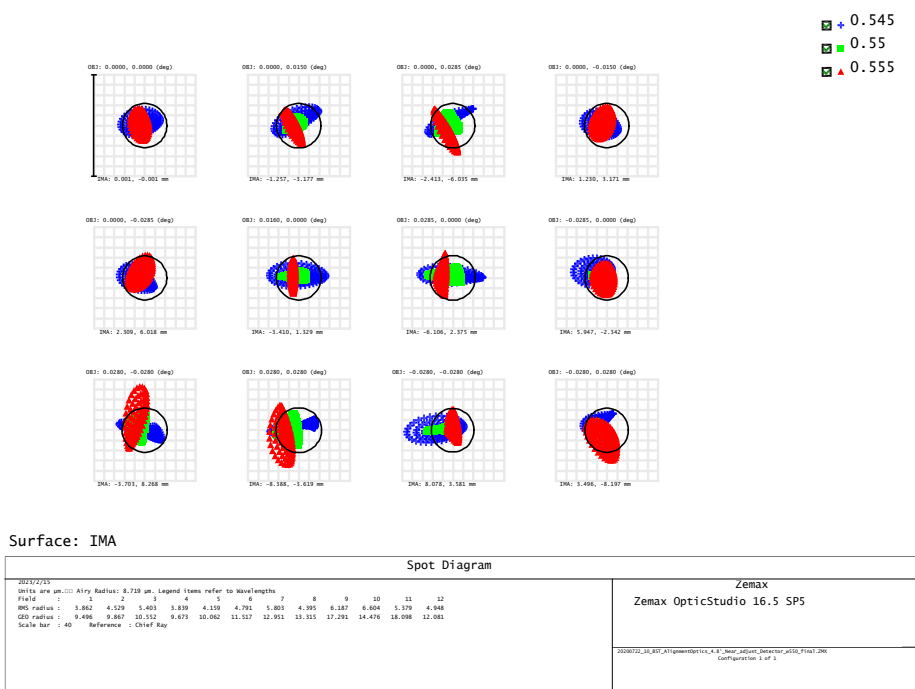 0.545
0.55
0.555
OBJ: 0.0000, 0.0000 (deg)
OBJ: 0.0000, 0.0150 (deg)
OBJ: 0.0000, 0.0285 (deg)
OBJ: 0.0000, -0.0150 (deg)
IMA: 0.001, -0.001 mm
IMA: -1.257, -3.177 mm
IMA: -2.413, -6.035 mm
IMA: 1.230, 3.171 mm
OBJ: 0.0000, -0.0285 (deg)
OBJ: 0.0160, 0.0000 (deg)
OBJ: 0.0285, 0.0000 (deg)
OBJ: -0.0285, 0.0000 (deg)
IMA: 2.309, 6.018 mm
IMA: -3.410, 1.329 mm
IMA: -6.106, 2.375 mm
IMA: 5.947, -2.342 mm
OBJ: 0.0280, -0.0280 (deg)
OBJ: 0.0280, 0.0280 (deg)
OBJ: -0.0280, -0.0280 (deg)
OBJ: -0.0280, 0.0280 (deg)
IMA: -3.703, 8.268 mm
IMA: -8.388, -3.619 mm
IMA: 8.078, 3.581 mm
IMA: 3.496, -8.197 mm
Surface: IMA
Spot Diagram
2023/2/15
Units are µm.□□ Airy Radius: 8.719 µm. Legend items refer to Wavelengths
Field : 1 2 3 4 5 6 7 8 9 10 11 12
RMS radius : 3.862 4.529 5.403 3.839 4.159 4.791 5.803 4.395 6.187 6.604 5.379 4.948
GEO radius : 9.496 9.867 10.552 9.673 10.062 11.517 12.951 13.315 17.291 14.476 18.098 12.081
Scale bar : 40 Reference : Chief Ray
Zemax
Zemax OpticStudio 16.5 SP5
Configuration 1 of 1